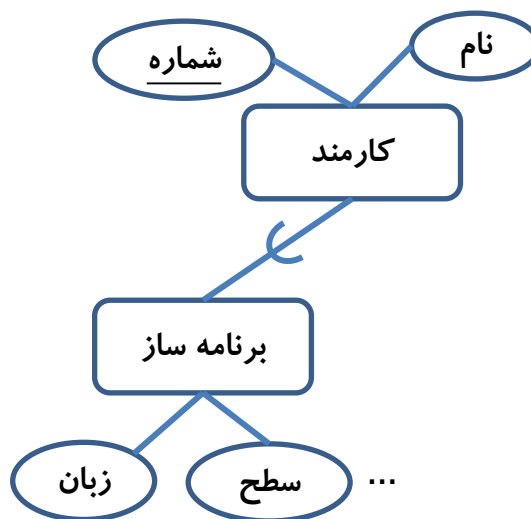 نام
شماره
کارمند
برنامه ساز
زبان
سطح
...